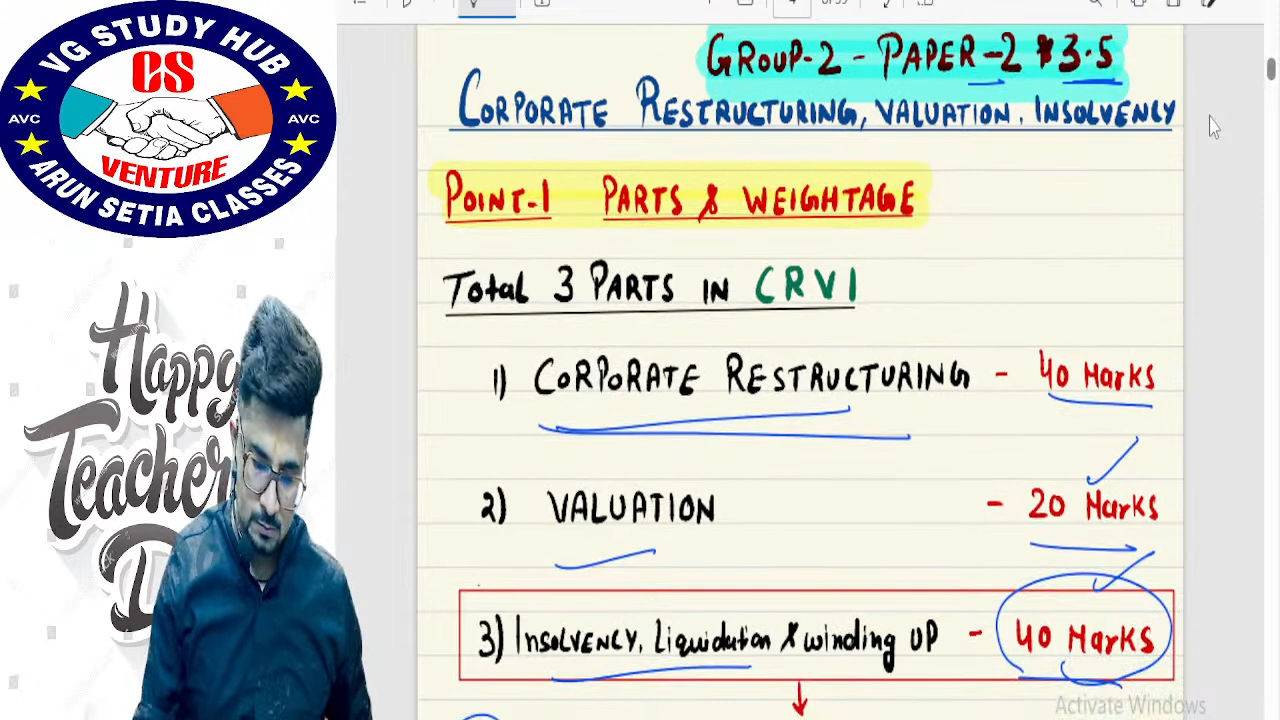 VG STUDY HUB
CS
AVC
AVC
VENTURE
ARUN SETIA CLASSES
Happy
Teacher
D
GROUP-2 - PAPER-2 * 3.5
CORPORATE RESTRUCTURING, VALUATION, INSOLVENCY
POINT-1 PARTS & WEIGHTAGE
Total 3 PARTS IN CRVI
1) CORPORATE RESTRUCTURING - 40 Marks
2) VALUATION - 20 Marks
3) INSOLVENCY, Liquidation & winding UP - 40 Marks
Activate Windows